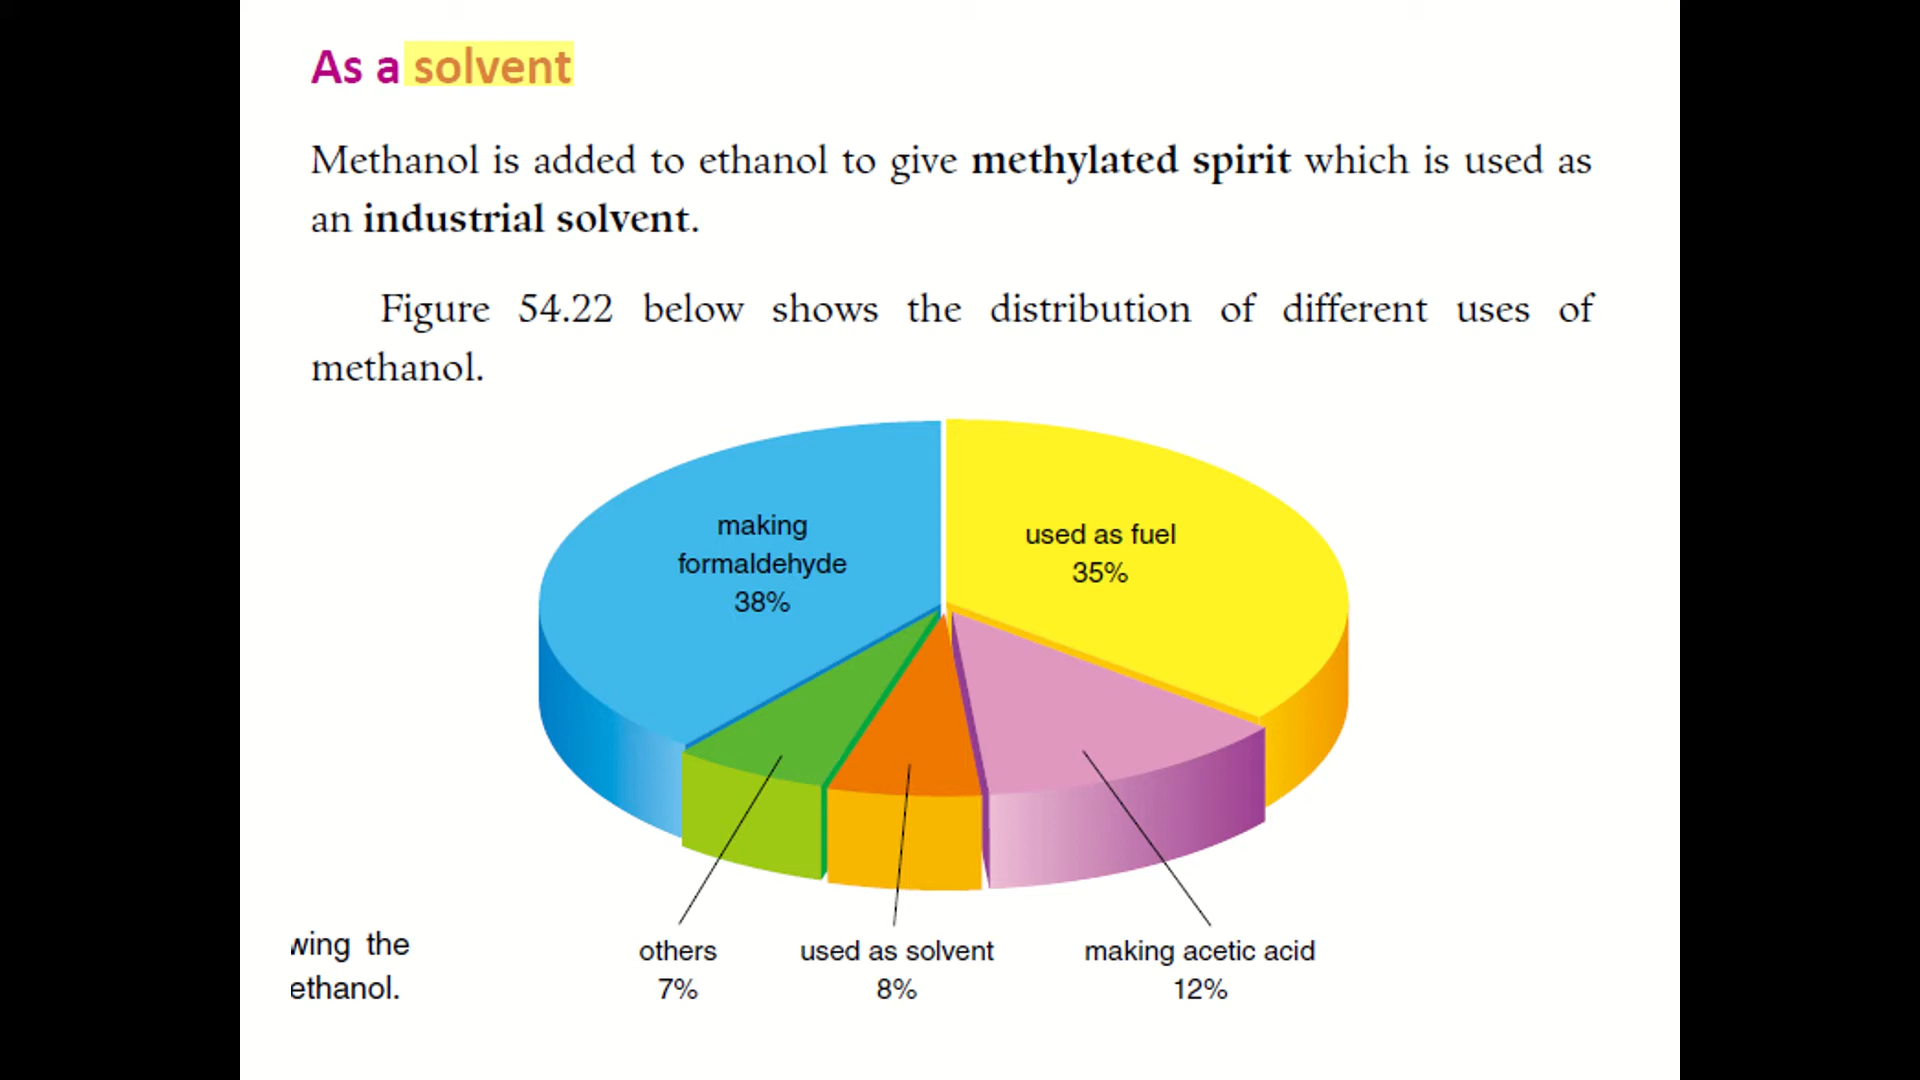 As a solvent
Methanol is added to ethanol to give methylated spirit which is used as
an industrial solvent.
Figure 54.22 below shows the distribution of different uses of
methanol.
making
formaldehyde
38%
used as fuel
35%
wing the
ethanol.
others
7%
used as solvent
8%
making acetic acid
12%